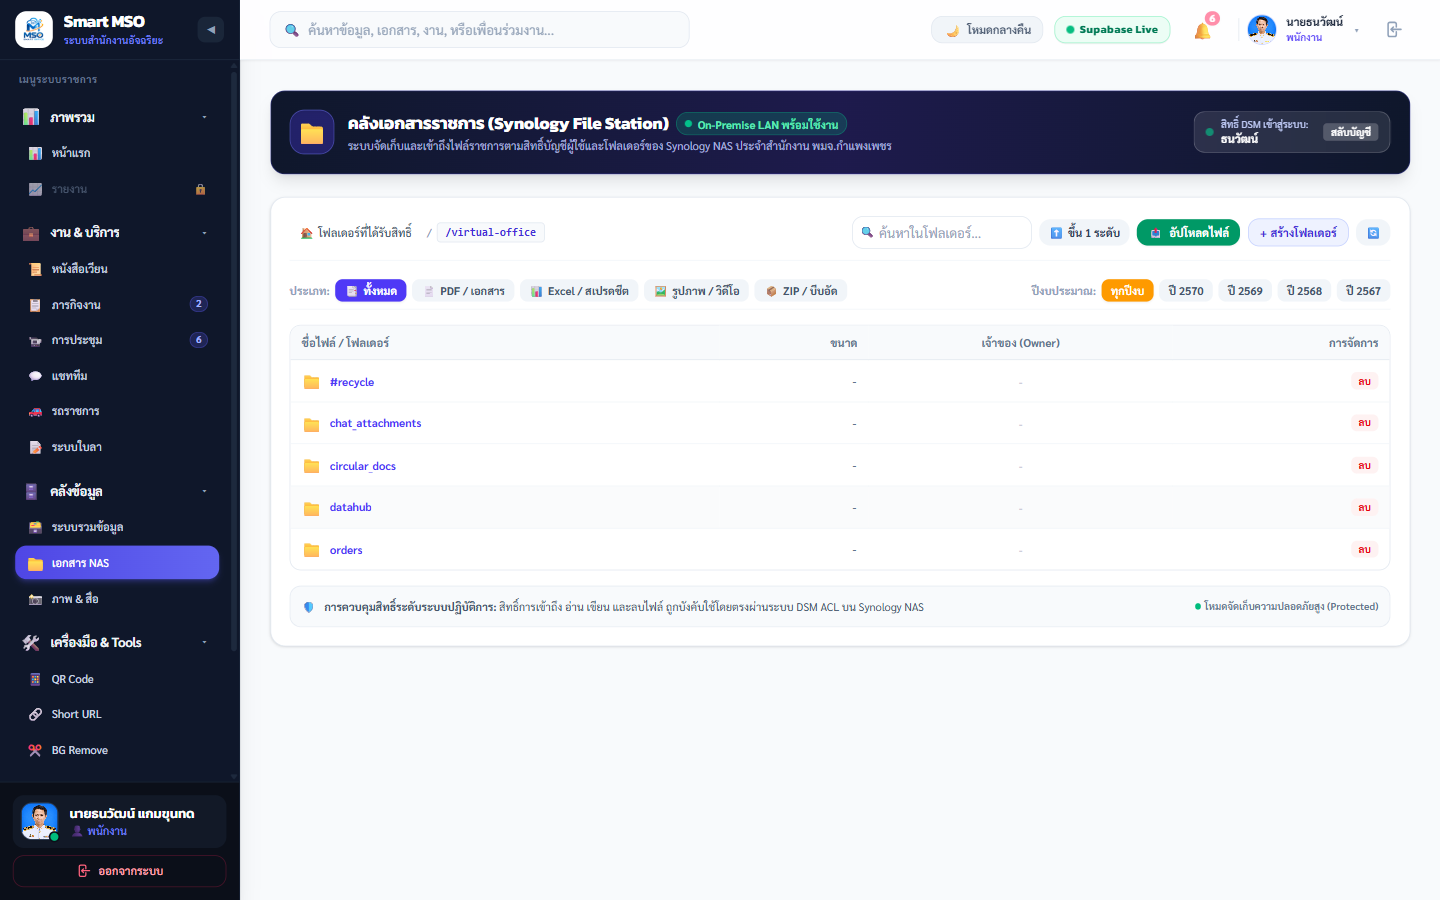 Smart MSO
ระบบสำนักงานอัจฉริยะ
◀
เมนูระบบราชการ
ภาพรวม
หน้าแรก
รายงาน
งาน & บริการ
หนังสือเวียน
ภารกิจงาน 2
การประชุม 6
แชททีม
รถราชการ
ระบบใบลา
คลังข้อมูล
ระบบรวมข้อมูล
เอกสาร NAS
ภาพ & สื่อ
เครื่องมือ & Tools
QR Code
Short URL
BG Remove
นายธนวัฒน์ แกมขุนทด
พนักงาน
ออกจากระบบ
ค้นหาข้อมูล, เอกสาร, งาน, หรือเพื่อนร่วมงาน...
โหมดกลางคืน
Supabase Live
6
นายธนวัฒน์
พนักงาน
คลังเอกสารราชการ (Synology File Station)
On-Premise LAN พร้อมใช้งาน
ระบบจัดเก็บและเข้าถึงไฟล์ราชการตามสิทธิ์บัญชีผู้ใช้และโฟลเดอร์ของ Synology NAS ประจำสำนักงาน พมจ.กำแพงเพชร
สิทธิ์ DSM เข้าสู่ระบบ:
ธนวัฒน์
สลับบัญชี
โฟลเดอร์ที่ได้รับสิทธิ์ / /virtual-office
ค้นหาในโฟลเดอร์...
ขึ้น 1 ระดับ
อัปโหลดไฟล์
+ สร้างโฟลเดอร์
ประเภท: ทั้งหมด PDF / เอกสาร Excel / สเปรดชีต รูปภาพ / วิดีโอ ZIP / บีบอัด
ปีงบประมาณ: ทุกปีงบ ปี 2570 ปี 2569 ปี 2568 ปี 2567
ชื่อไฟล์ / โฟลเดอร์ ขนาด เจ้าของ (Owner) การจัดการ
#recycle - - ลบ
chat_attachments - - ลบ
circular_docs - - ลบ
datahub - - ลบ
orders - - ลบ
การควบคุมสิทธิ์ระดับระบบปฏิบัติการ: สิทธิ์การเข้าถึง อ่าน เขียน และลบไฟล์ ถูกบังคับใช้โดยตรงผ่านระบบ DSM ACL บน Synology NAS
โหมดจัดเก็บความปลอดภัยสูง (Protected)